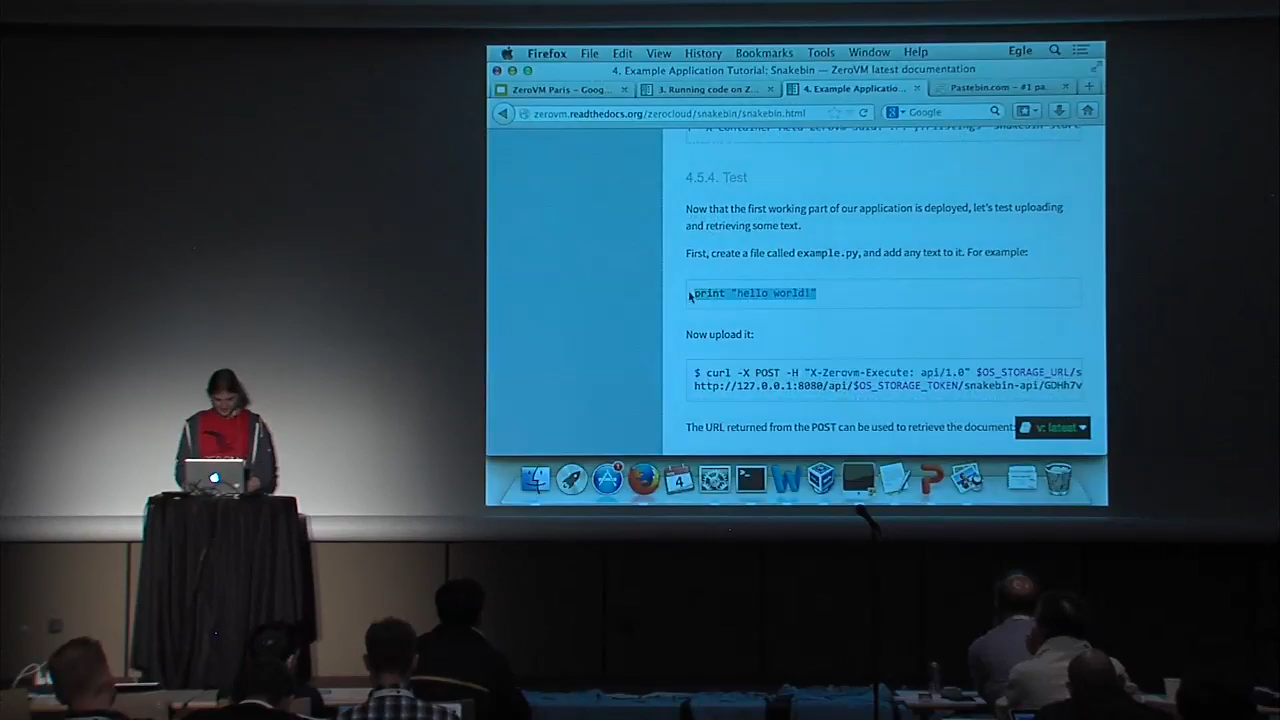 Firefox File Edit View History Bookmarks Tools Window Help Egle
4. Example Application Tutorial: Snakebin — ZeroVM latest documentation
ZeroVM Paris – Goog... 3. Running code on Z... 4. Example Applicatio... Pastebin.com – #1 pa...
zerovm.readthedocs.org/zerocloud/snakebin/snakebin.html Google
4.5.4. Test
Now that the first working part of our application is deployed, let's test uploading
and retrieving some text.
First, create a file called example.py, and add any text to it. For example:
print "hello world!"
Now upload it:
$ curl -X POST -H "X-Zerovm-Execute: api/1.0" $OS_STORAGE_URL/s
http://127.0.0.1:8080/api/$OS_STORAGE_TOKEN/snakebin-api/GDHh7v
The URL returned from the POST can be used to retrieve the document:
v: latest
4